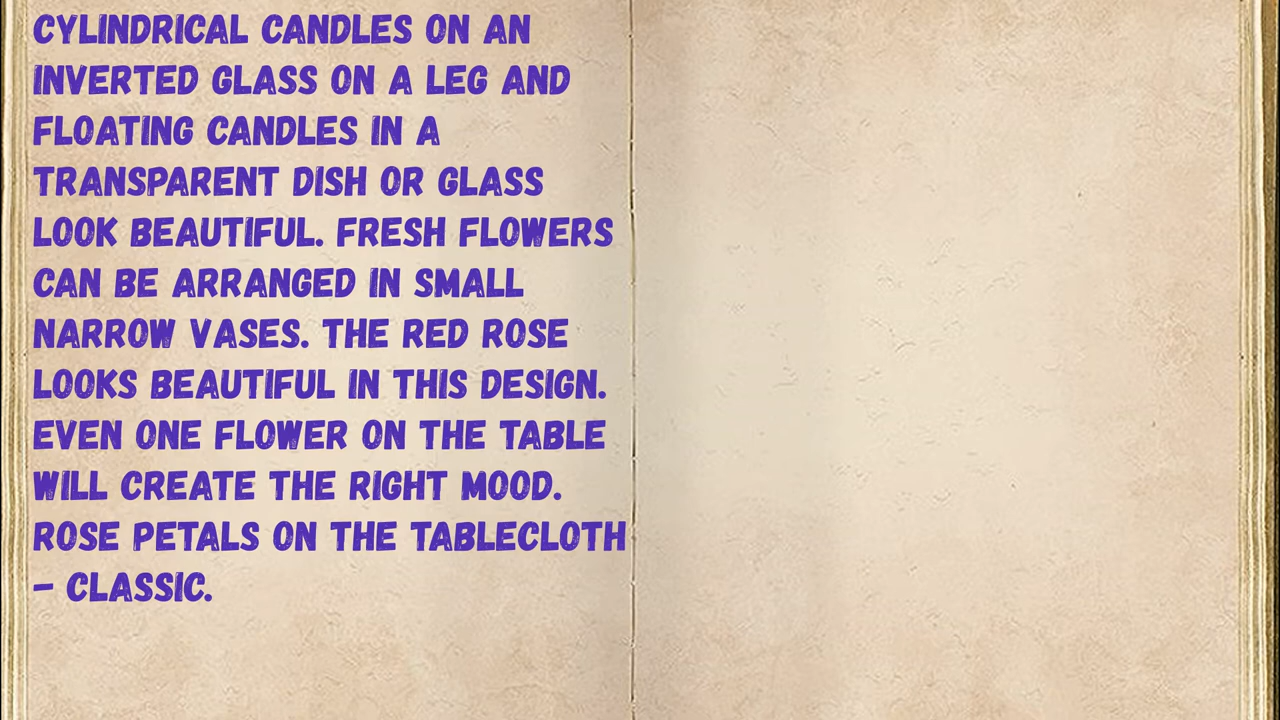 CYLINDRICAL CANDLES ON AN
INVERTED GLASS ON A LEG AND
FLOATING CANDLES IN A
TRANSPARENT DISH OR GLASS
LOOK BEAUTIFUL. FRESH FLOWERS
CAN BE ARRANGED IN SMALL
NARROW VASES. THE RED ROSE
LOOKS BEAUTIFUL IN THIS DESIGN.
EVEN ONE FLOWER ON THE TABLE
WILL CREATE THE RIGHT MOOD.
ROSE PETALS ON THE TABLECLOTH
– CLASSIC.